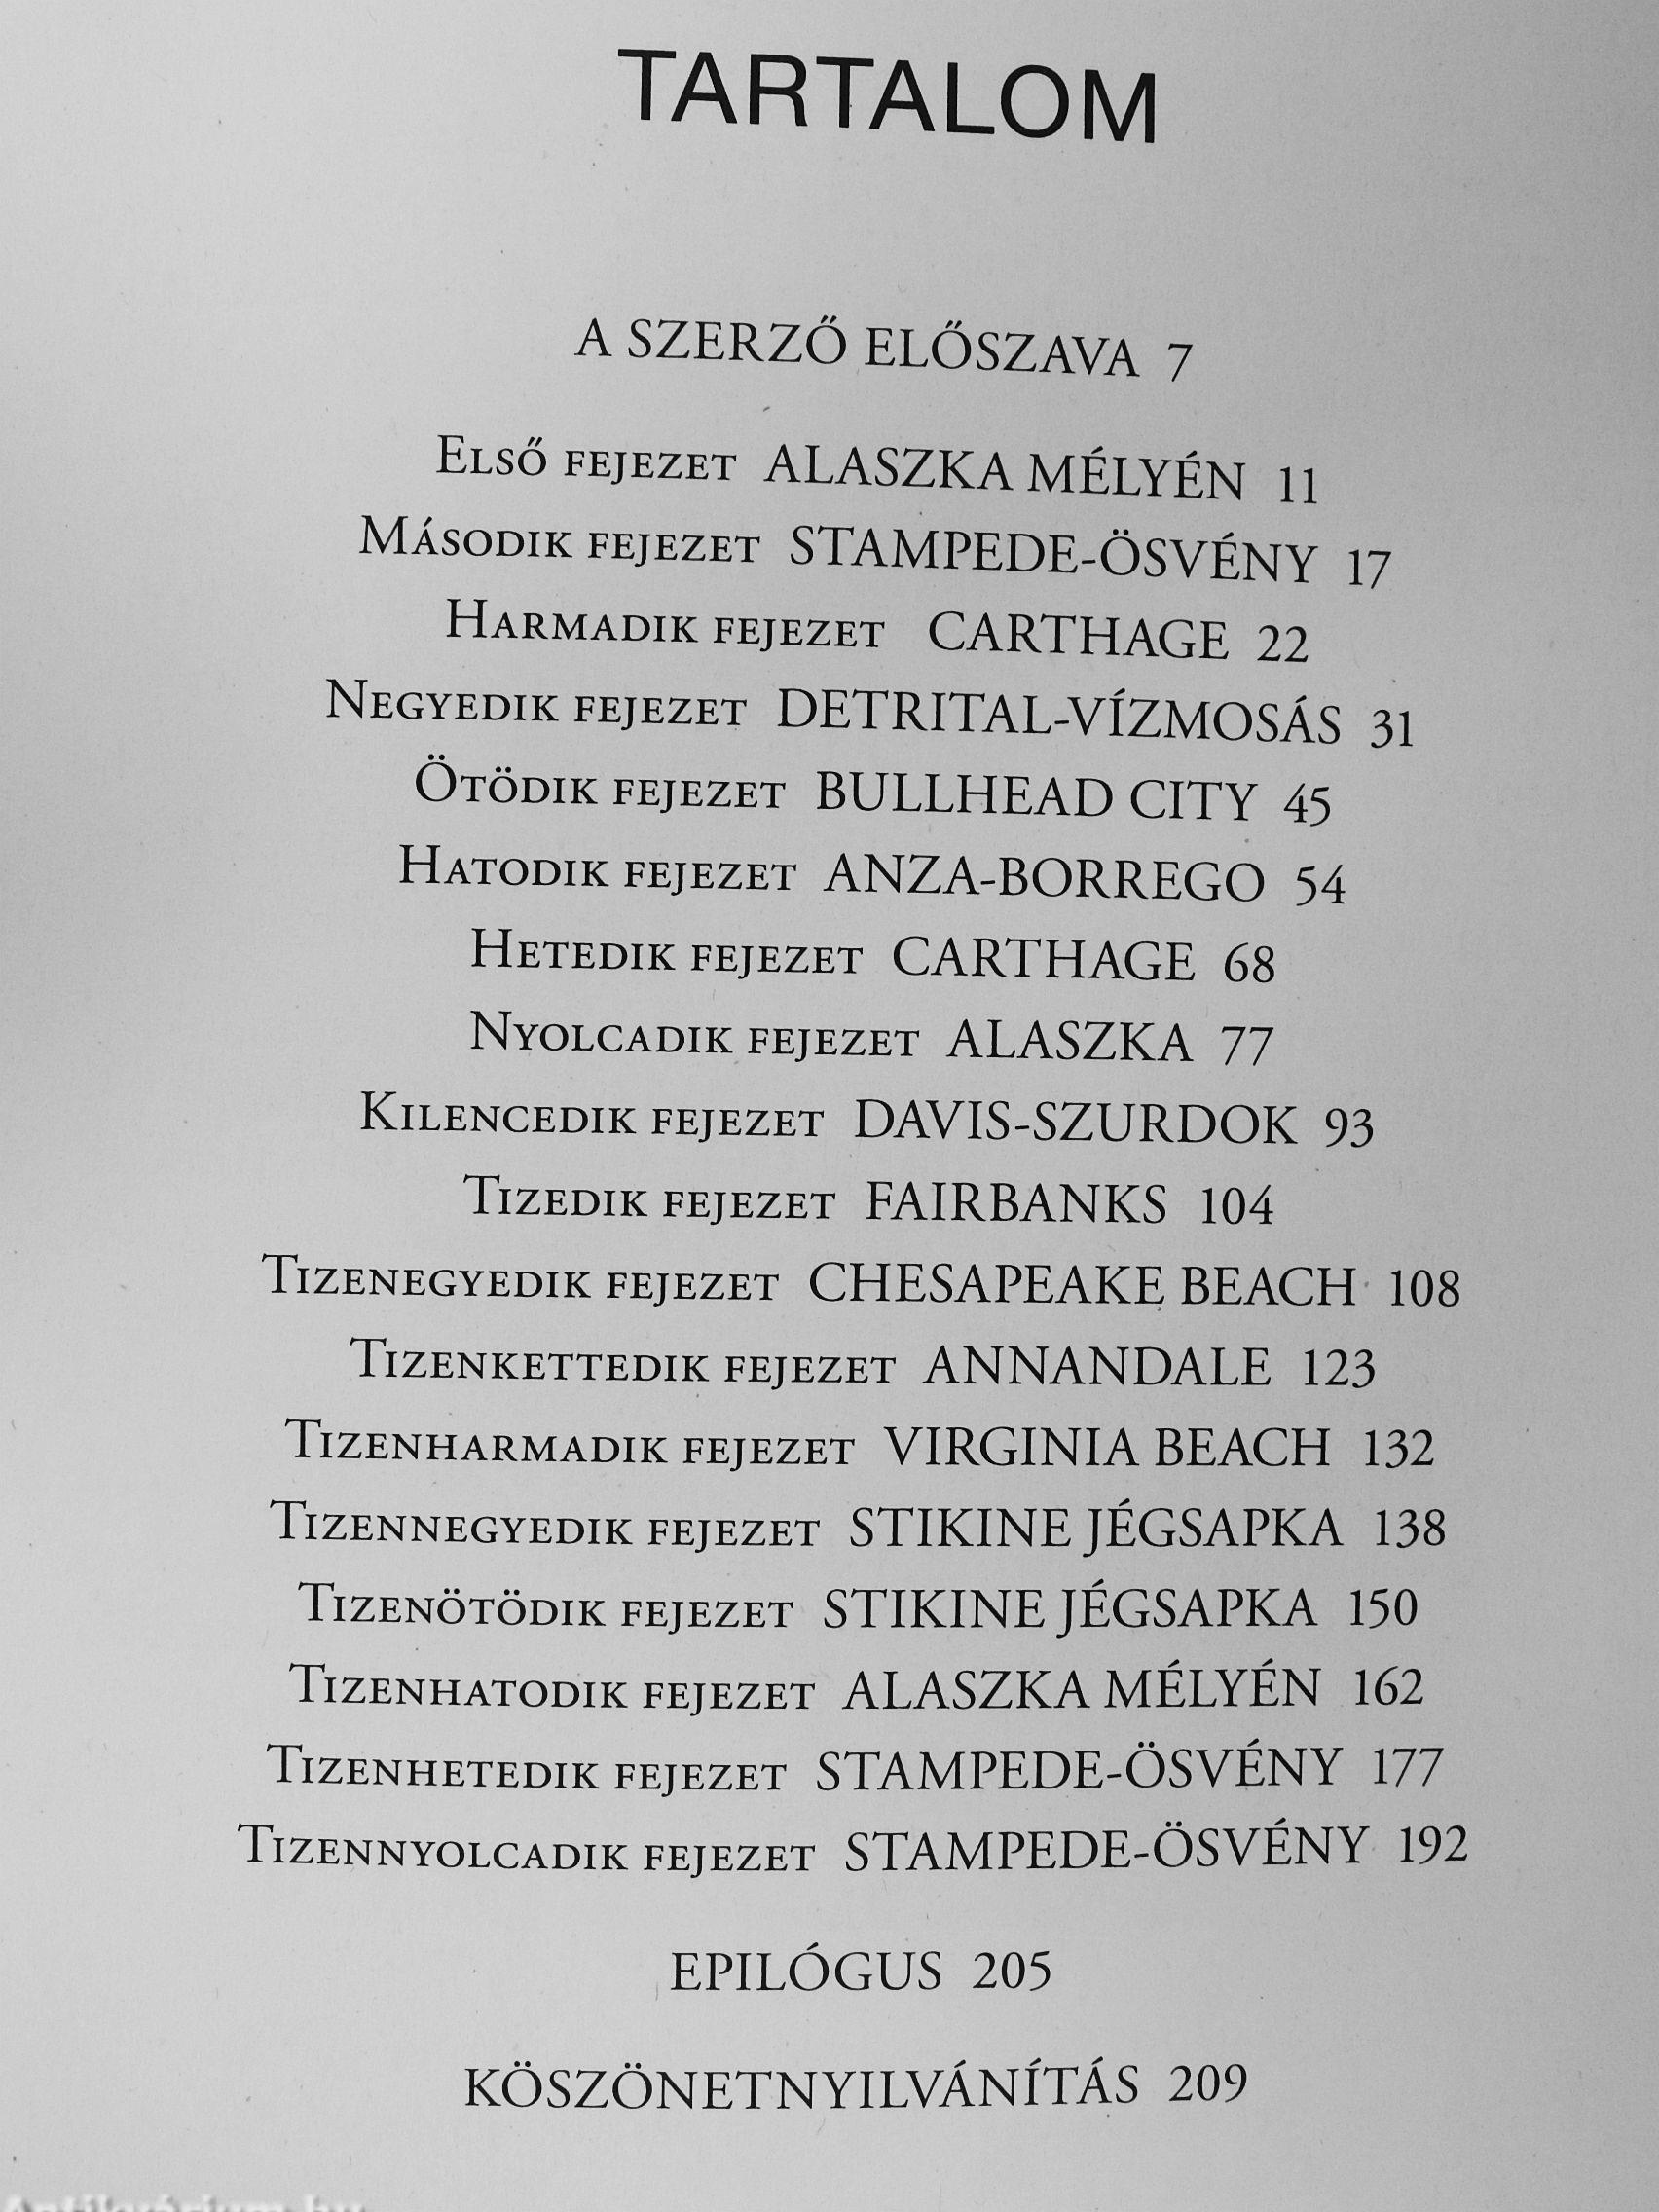 TARTALOM
A SZERZŐ ELŐSZAVA 7
ELSŐ FEJEZET ALASZKA MÉLYÉN 11
MÁSODIK FEJEZET STAMPEDE-ÖSVÉNY 17
HARMADIK FEJEZET CARTHAGE 22
NEGYEDIK FEJEZET DETRITAL-VÍZMOSÁS 31
ÖTÖDIK FEJEZET BULLHEAD CITY 45
HATODIK FEJEZET ANZA-BORREGO 54
HETEDIK FEJEZET CARTHAGE 68
NYOLCADIK FEJEZET ALASZKA 77
KILENCEDIK FEJEZET DAVIS-SZURDOK 93
TIZEDIK FEJEZET FAIRBANKS 104
TIZENEGYEDIK FEJEZET CHESAPEAKE BEACH 108
TIZENKETTEDIK FEJEZET ANNANDALE 123
TIZENHARMADIK FEJEZET VIRGINIA BEACH 132
TIZENNEGYEDIK FEJEZET STIKINE JÉGSAPKA 138
TIZENÖTÖDIK FEJEZET STIKINE JÉGSAPKA 150
TIZENHATODIK FEJEZET ALASZKA MÉLYÉN 162
TIZENHETEDIK FEJEZET STAMPEDE-ÖSVÉNY 177
TIZENNYOLCADIK FEJEZET STAMPEDE-ÖSVÉNY 192
EPILÓGUS 205
KÖSZÖNETNYILVÁNÍTÁS 209